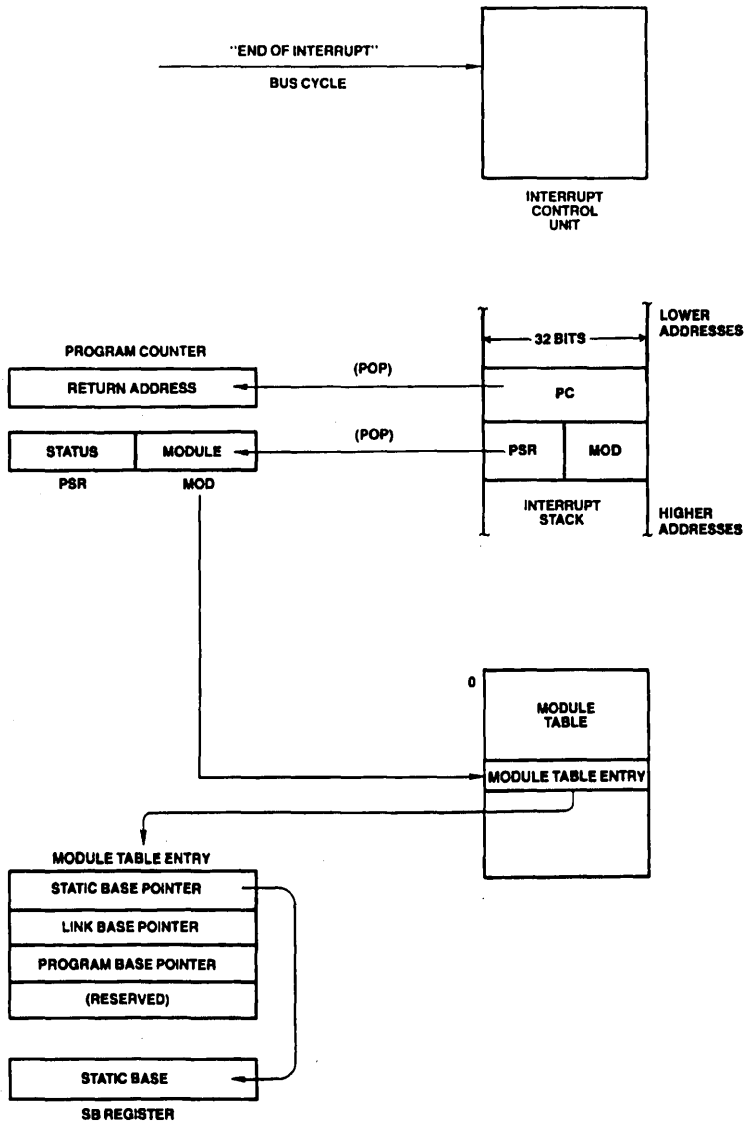 "END OF INTERRUPT"
BUS CYCLE
INTERRUPT
CONTROL
UNIT
LOWER
ADDRESSES
32 BITS
PROGRAM COUNTER
(POP)
RETURN ADDRESS
PC
(POP)
STATUS
MODULE
PSR
MOD
PSR
MOD
INTERRUPT
STACK
HIGHER
ADDRESSES
0
MODULE
TABLE
MODULE TABLE ENTRY
MODULE TABLE ENTRY
STATIC BASE POINTER
LINK BASE POINTER
PROGRAM BASE POINTER
(RESERVED)
STATIC BASE
SB REGISTER